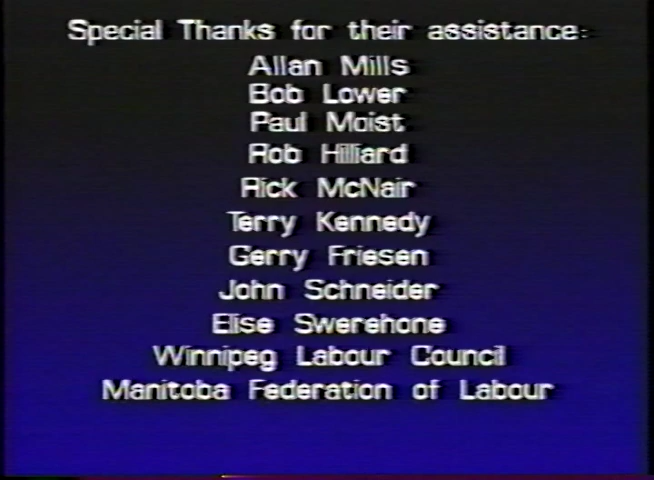 Special Thanks for their assistance:
Allan Mills
Bob Lower
Paul Moist
Rob Hilliard
Rick McNair
Terry Kennedy
Gerry Friesen
John Schneider
Elise Swerehone
Winnipeg Labour Council
Manitoba Federation of Labour